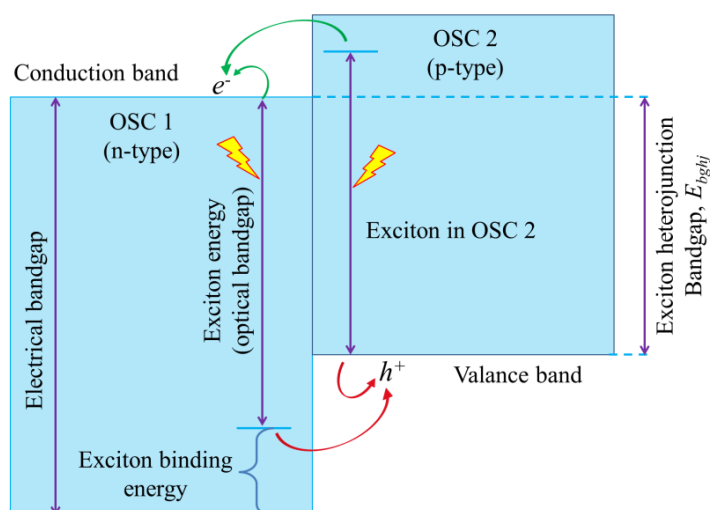 OSC 2
(p-type)
Conduction band
e-
OSC 1
(n-type)
Electrical bandgap
Exciton energy
(optical bandgap)
Exciton in OSC 2
Exciton heterojunction
Bandgap, Ebghj
h+
Valance band
Exciton binding
energy